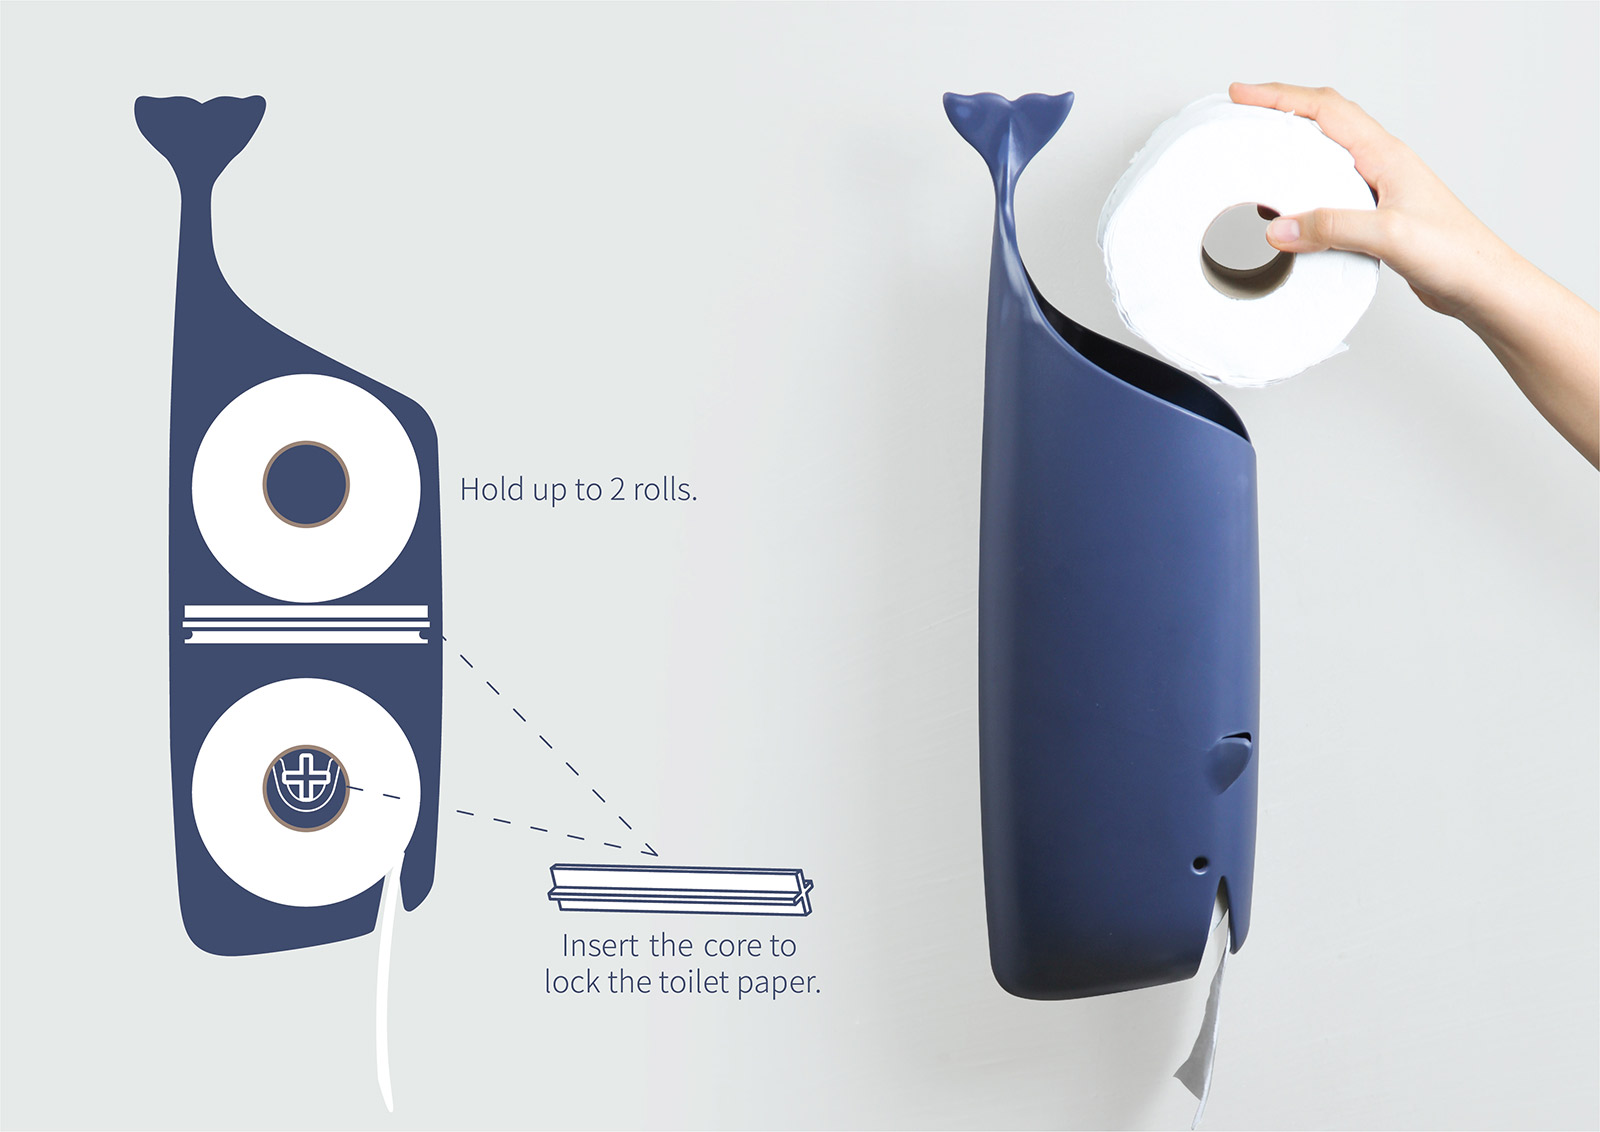 Hold up to 2 rolls.
Insert the core to
lock the toilet paper.